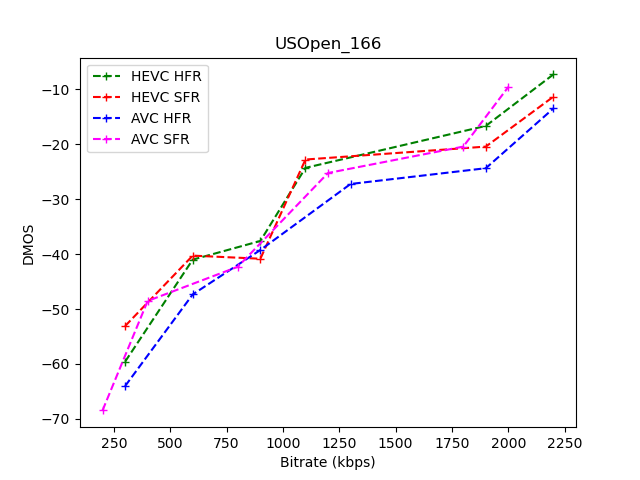 USOpen_166
HEVC HFR
HEVC SFR
AVC HFR
AVC SFR
DMOS
−10
−20
−30
−40
−50
−60
−70
250 500 750 1000 1250 1500 1750 2000 2250
Bitrate (kbps)